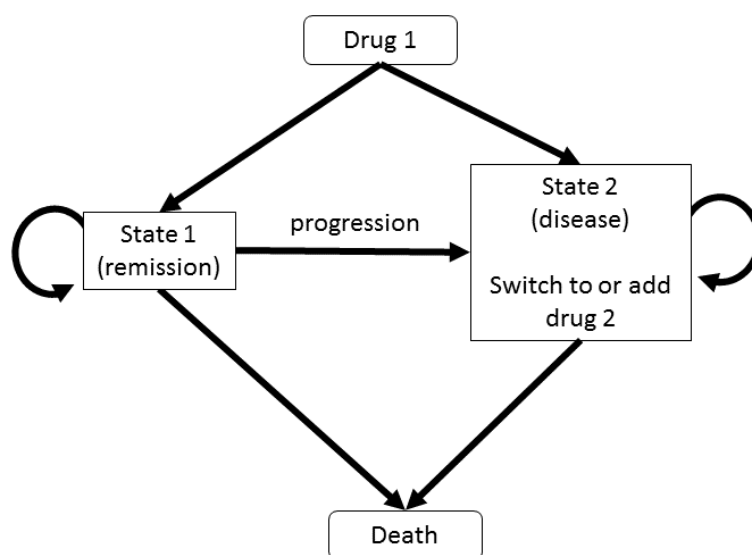 Drug 1
State 1
(remission)
progression
State 2
(disease)
Switch to or add
drug 2
Death